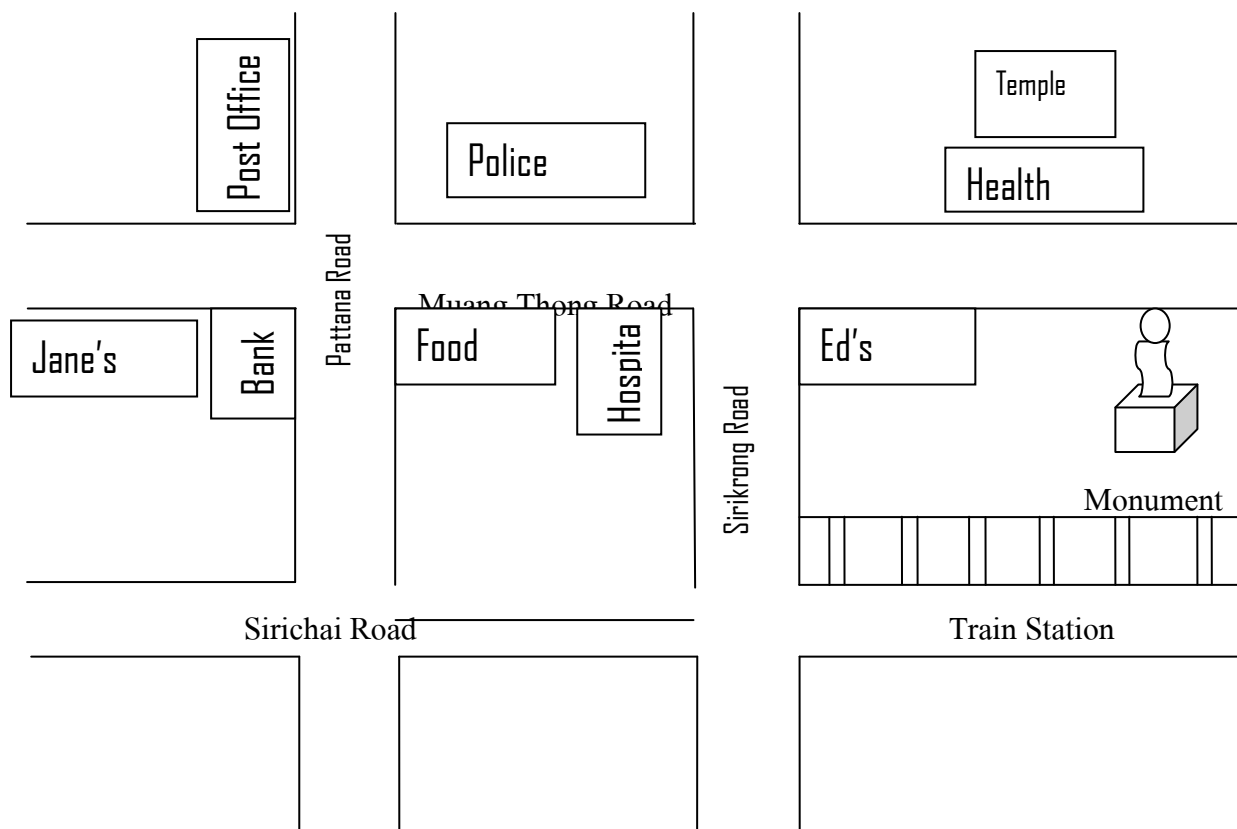 Temple
Post Office
Police
Health
Pattana Road
Muang Thong Road
Jane's
Bank
Food
Hospita
Ed's
Sirikrong Road
Monument
Sirichai Road
Train Station